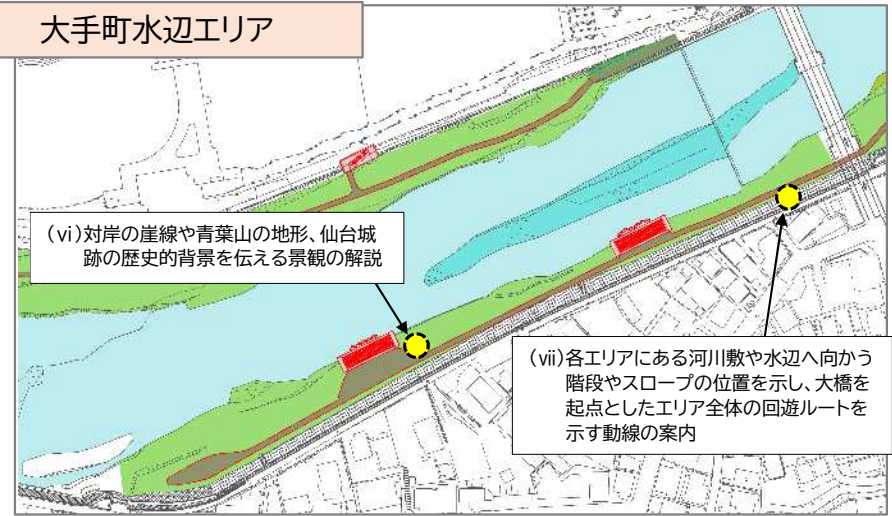 大手町水辺エリア
(ⅵ)対岸の崖線や青葉山の地形、仙台城
跡の歴史的背景を伝える景観の解説
(ⅶ)各エリアにある河川敷や水辺へ向かう
階段やスロープの位置を示し、大橋を
起点としたエリア全体の回遊ルートを
示す動線の案内